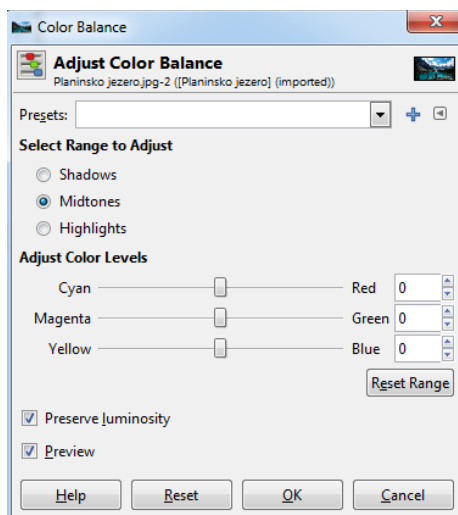 Color Balance
Adjust Color Balance
Planinsko jezero.jpg-2 ([Planinsko jezero] (imported))
Presets:
Select Range to Adjust
Shadows
Midtones
Highlights
Adjust Color Levels
Cyan Red 0
Magenta Green 0
Yellow Blue 0
Reset Range
Preserve luminosity
Preview
Help Reset OK Cancel